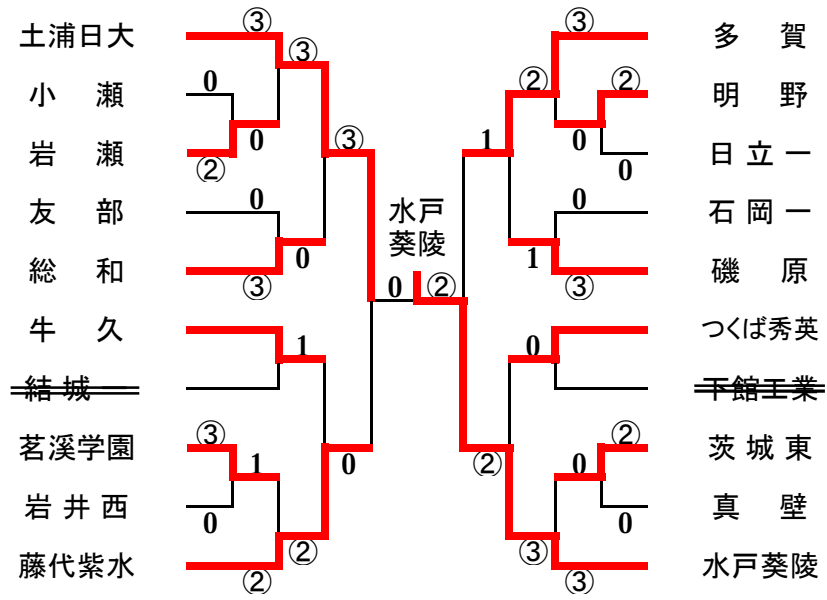 ③ ③
土浦日大 ③ ③ 多　賀
小　瀬 0 ② ② 明　野
岩　瀬 ② 0 ③ 1 0 0 日立一
友　部 0 水戸 0 石岡一
葵陵
総　和 ③ 0 0 ② 1 ③ 磯　原
牛　久 1 0 つくば秀英
結城一 下館工業
茗溪学園 ③ 1 0 ② 0 ② 茨城東
岩井西 0 0 真　壁
藤代紫水 ② ② ③ ③ 水戸葵陵